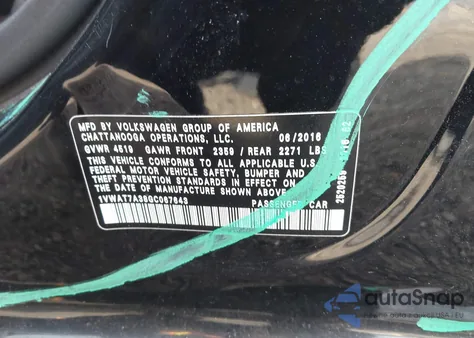 MFD BY VOLKSWAGEN GROUP OF AMERICA
CHATTANOOGA OPERATIONS, LLC. 06/2016
GVWR 4519 GAWR FRONT 2359 / REAR 2271 LBS
THIS VEHICLE CONFORMS TO ALL APPLICABLE U.S.
FEDERAL MOTOR VEHICLE SAFETY, BUMPER AND
THEFT PREVENTION STANDARDS IN EFFECT ON
THE DATE OF MANUFACTURE SHOWN ABOVE.
1VWAT7A38GC067643 PASSENGER CAR
2520259
autoSnap